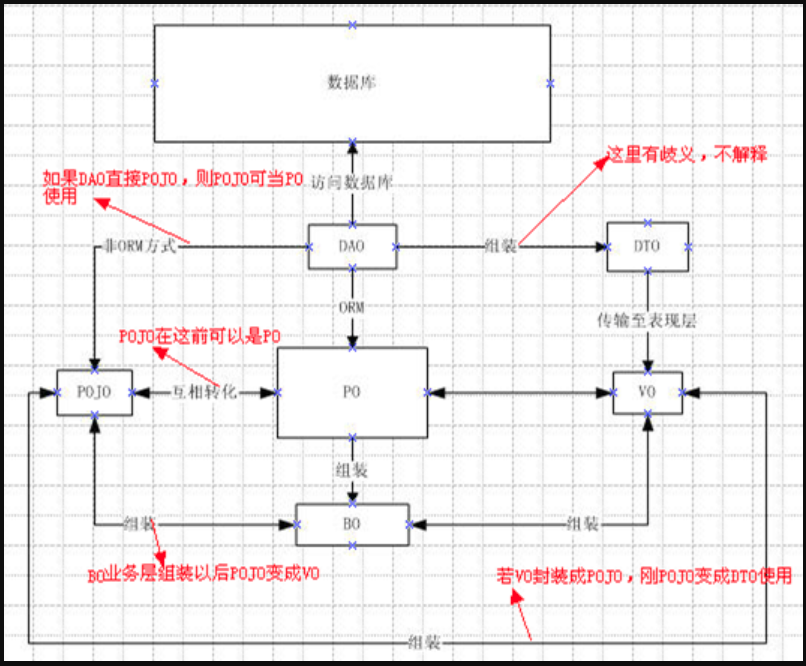 数据库
这里有歧义，不解释
如果DAO直接POJO，则POJO可当PO
使用
访问数据库
非ORM方式
DAO
组装
DTO
ORM
传输至表现层
POJO在这前可以是PO
POJO
互相转化
PO
VO
组装
组装
BO
组装
BO业务层组装以后POJO变成VO
若VO封装成POJO，刚POJO变成DTO使用
组装